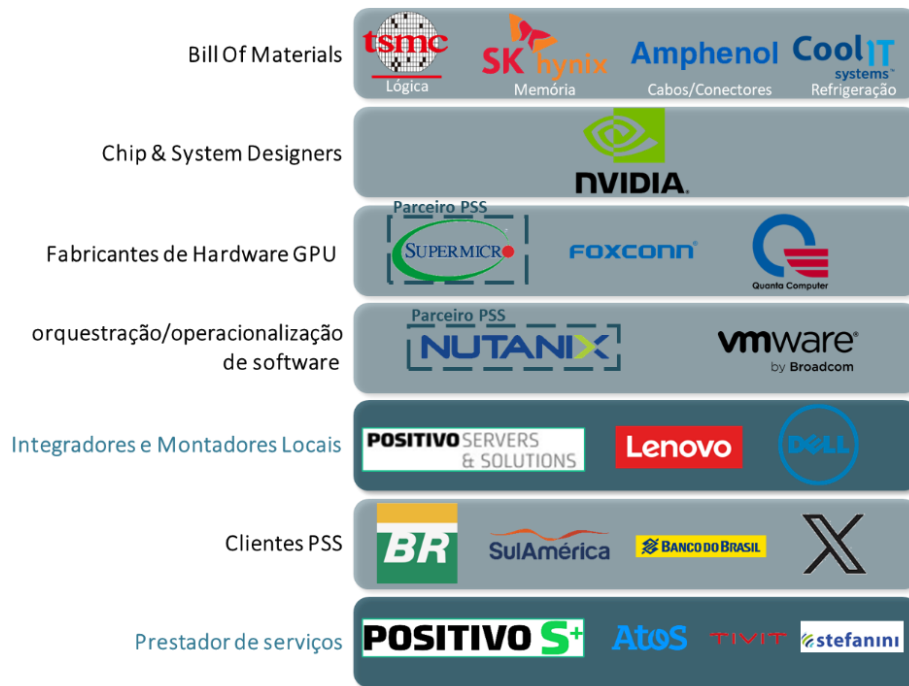 Bill Of Materials
tsmc
SK hynix
Amphenol
CoolIT
systems™
Lógica
Memória
Cabos/Conectores
Refrigeração
Chip & System Designers
NVIDIA.
Fabricantes de Hardware GPU
Parceiro PSS
SUPERMICRO
FOXCONN®
Quanta Computer
orquestração/operacionalização
de software
Parceiro PSS
NUTANIX
vmware®
by Broadcom
Integradores e Montadores Locais
POSITIVO SERVERS
& SOLUTIONS
Lenovo
DELL
Clientes PSS
BR
SulAmérica
BANCO DO BRASIL
X
Prestador de serviços
POSITIVO S+
Atos
TIVIT
stefanini